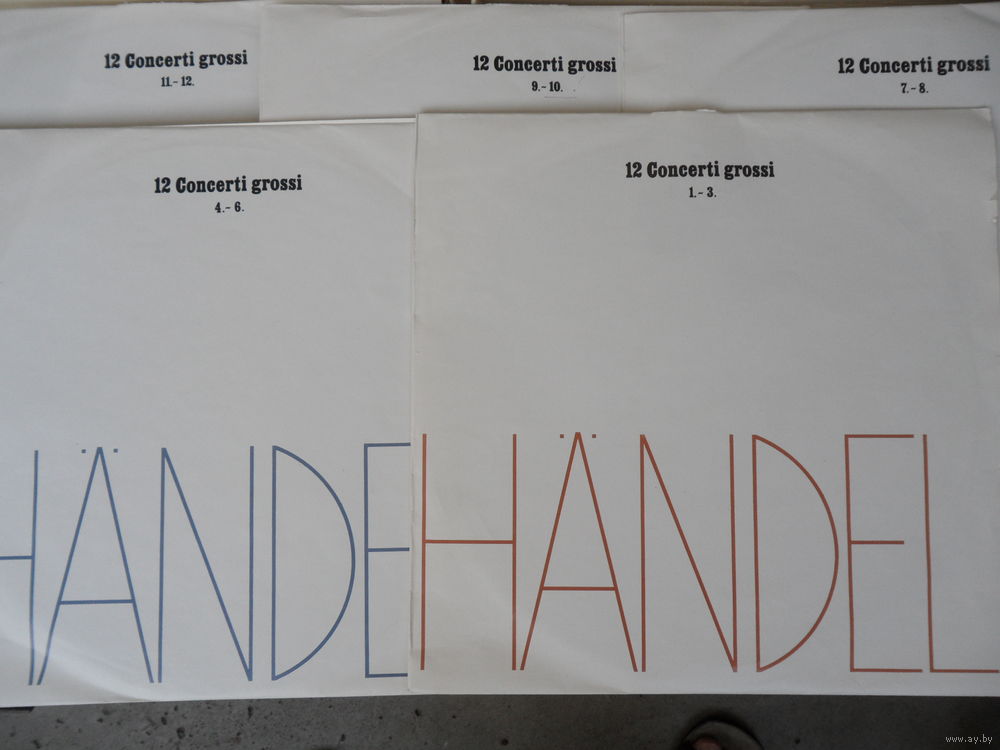 12 Concerti grossi
11.- 12.
12 Concerti grossi
9.- 10.
12 Concerti grossi
7.- 8.
12 Concerti grossi
4.- 6.
HÄNDE
12 Concerti grossi
1.- 3.
HÄNDEL
www.ay.by